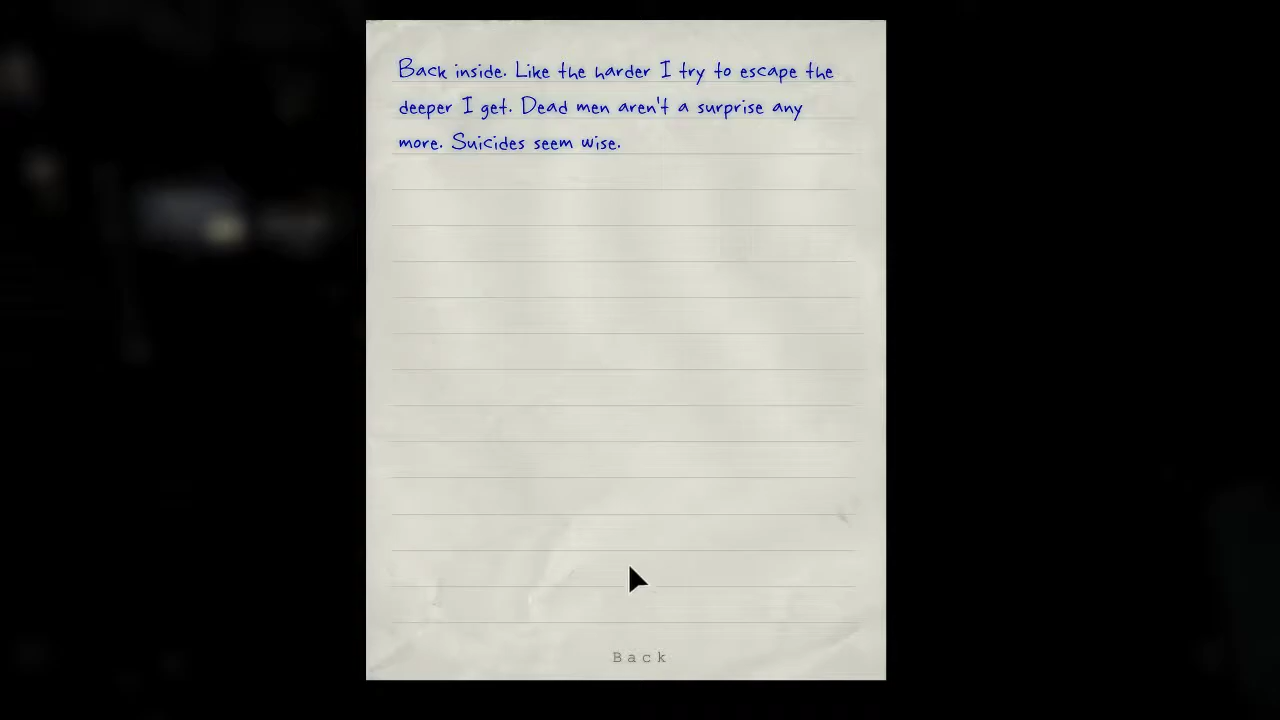 Back inside. Like the harder I try to escape the
deeper I get. Dead men aren't a surprise any
more. Suicides seem wise.
Back